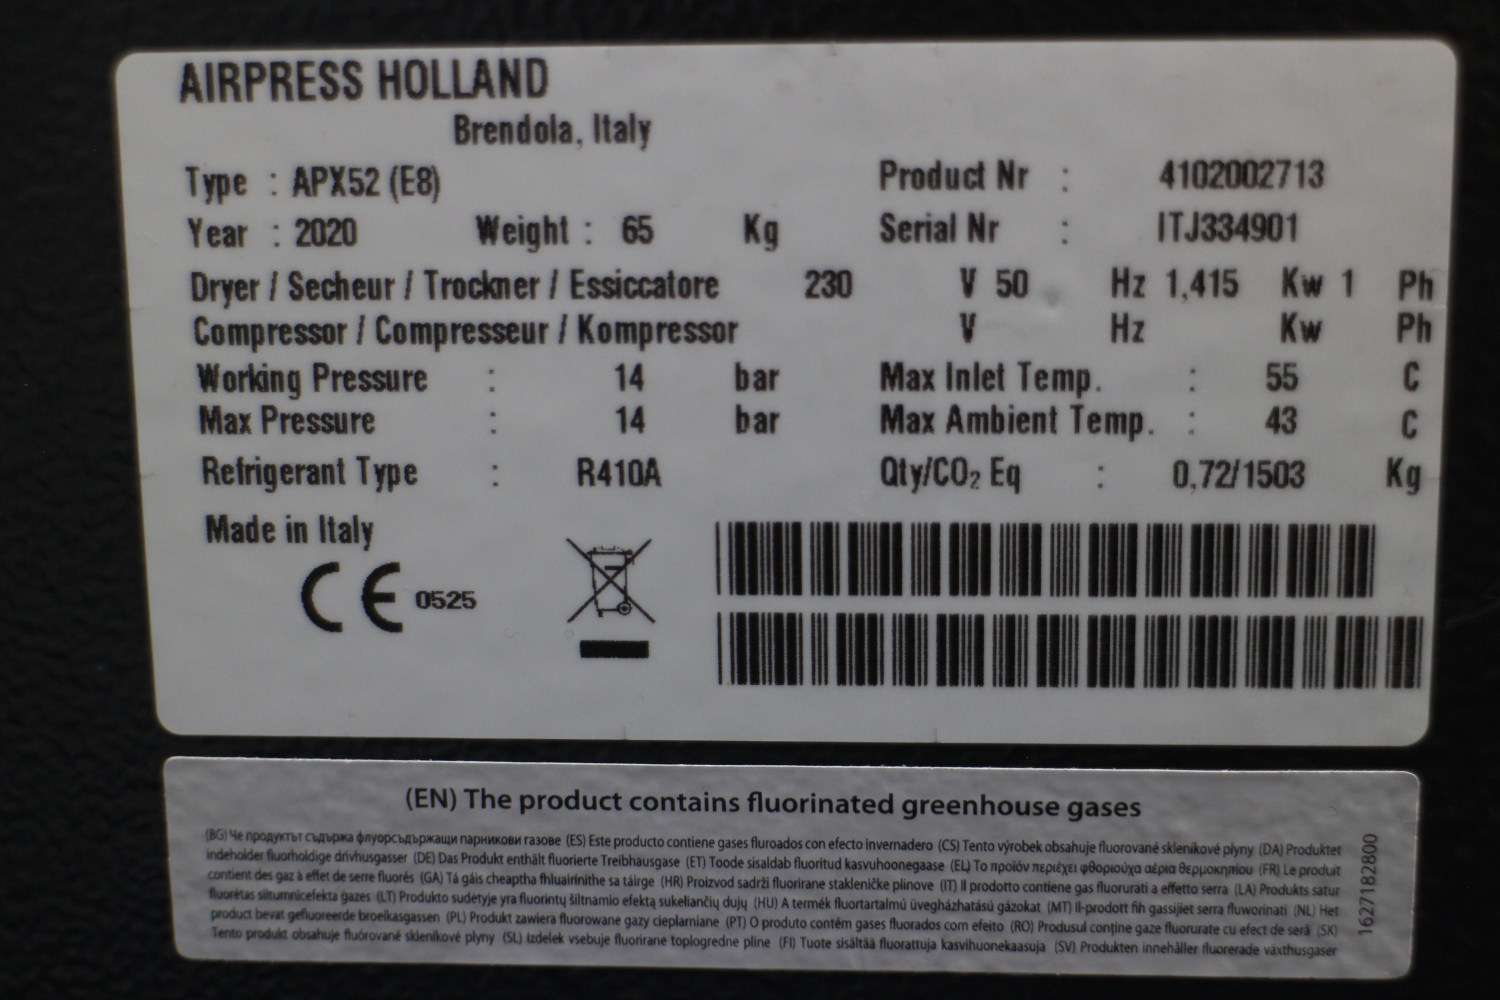 AIRPRESS HOLLAND
Brendola, Italy
Type : APX52 (E8) Product Nr : 4102002713
Year : 2020 Weight : 65 Kg Serial Nr : ITJ334901
Dryer / Secheur / Trockner / Essiccatore 230 V 50 Hz 1,415 Kw 1 Ph
Compressor / Compresseur / Kompressor V Hz Kw Ph
Working Pressure : 14 bar Max Inlet Temp. : 55 C
Max Pressure : 14 bar Max Ambient Temp. : 43 C
Refrigerant Type : R410A Qty/CO₂ Eq : 0,72/1503 Kg
Made in Italy
CE 0525
(EN) The product contains fluorinated greenhouse gases
(BG) Че продуктът съдържа флуорсъдържащи парникови газове (ES) Este producto contiene gases fluroados con efecto invernadero (CS) Tento výrobek obsahuje fluorované skleníkové plyny (DA) Produktet
indeholder fluorholdige drivhusgasser (DE) Das Produkt enthält fluorierte Treibhausgase (ET) Toode sisaldab fluoritud kasvuhoonegaase (EL) Το προϊόν περιέχει φθοριούχα αέρια θερμοκηπίου (FR) Le produit
contient des gaz à effet de serre fluorés (GA) Tá gáis cheaptha fhluairínithe sa táirge (HR) Proizvod sadrži fluorirane stakleničke plinove (IT) Il prodotto contiene gas fluorurati a effetto serra (LA) Produkts satur
fluorētas siltumnicefekta gāzes (LT) Produkto sudėtyje yra fluorintų šiltnamio efektą sukeliančių dujų (HU) A termék fluortartalmú üvegházhatású gázokat (MT) Il-prodott fih gassijiet serra fluworinati (NL) Het
product bevat gefluoreerde broeikasgassen (PL) Produkt zawiera fluorowane gazy cieplarniane (PT) O produto contém gases fluorados com efeito (RO) Produsul conține gaze fluorurate cu efect de seră (SK)
Tento produkt obsahuje fluórované skleníkové plyny (SL) Izdelek vsebuje fluorirane toplogredne pline (FI) Tuote sisältää fluorattuja kasvihuonekaasuja (SV) Produkten innehåller fluorerade växthusgaser
1627182800